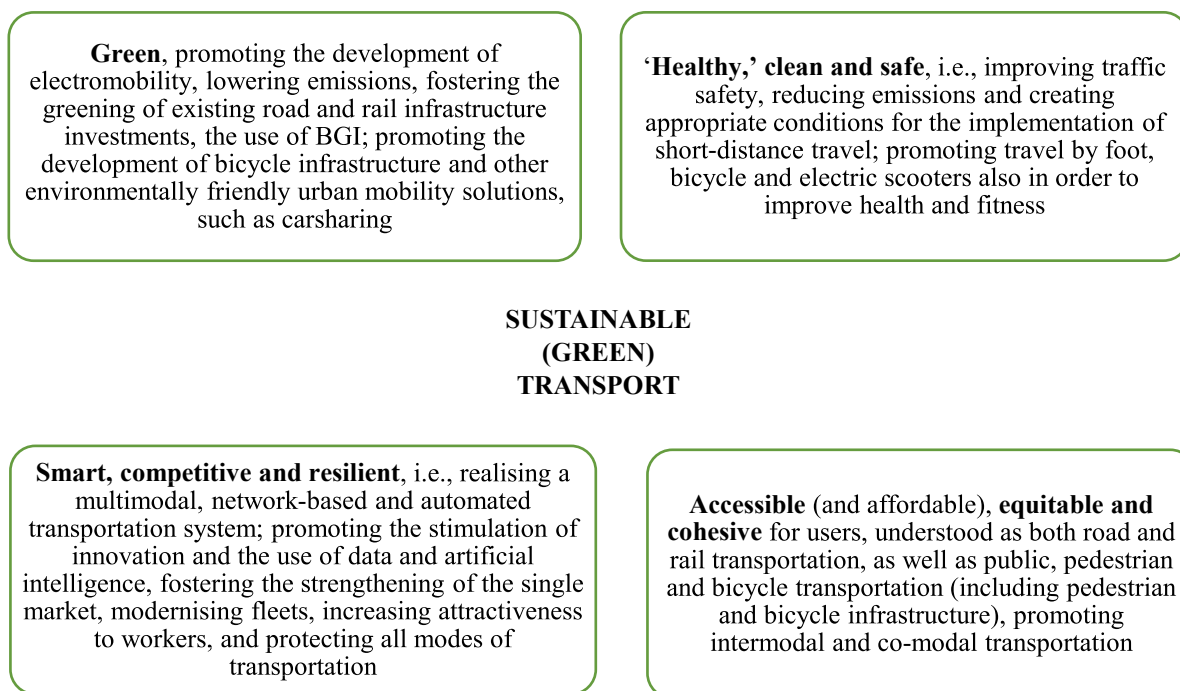 Green, promoting the development of
electromobility, lowering emissions, fostering the
greening of existing road and rail infrastructure
investments, the use of BGI; promoting the
development of bicycle infrastructure and other
environmentally friendly urban mobility solutions,
such as carsharing
‘Healthy,’ clean and safe, i.e., improving traffic
safety, reducing emissions and creating
appropriate conditions for the implementation of
short-distance travel; promoting travel by foot,
bicycle and electric scooters also in order to
improve health and fitness
SUSTAINABLE
(GREEN)
TRANSPORT
Smart, competitive and resilient, i.e., realising a
multimodal, network-based and automated
transportation system; promoting the stimulation of
innovation and the use of data and artificial
intelligence, fostering the strengthening of the single
market, modernising fleets, increasing attractiveness
to workers, and protecting all modes of
transportation
Accessible (and affordable), equitable and
cohesive for users, understood as both road and
rail transportation, as well as public, pedestrian
and bicycle transportation (including pedestrian
and bicycle infrastructure), promoting
intermodal and co-modal transportation